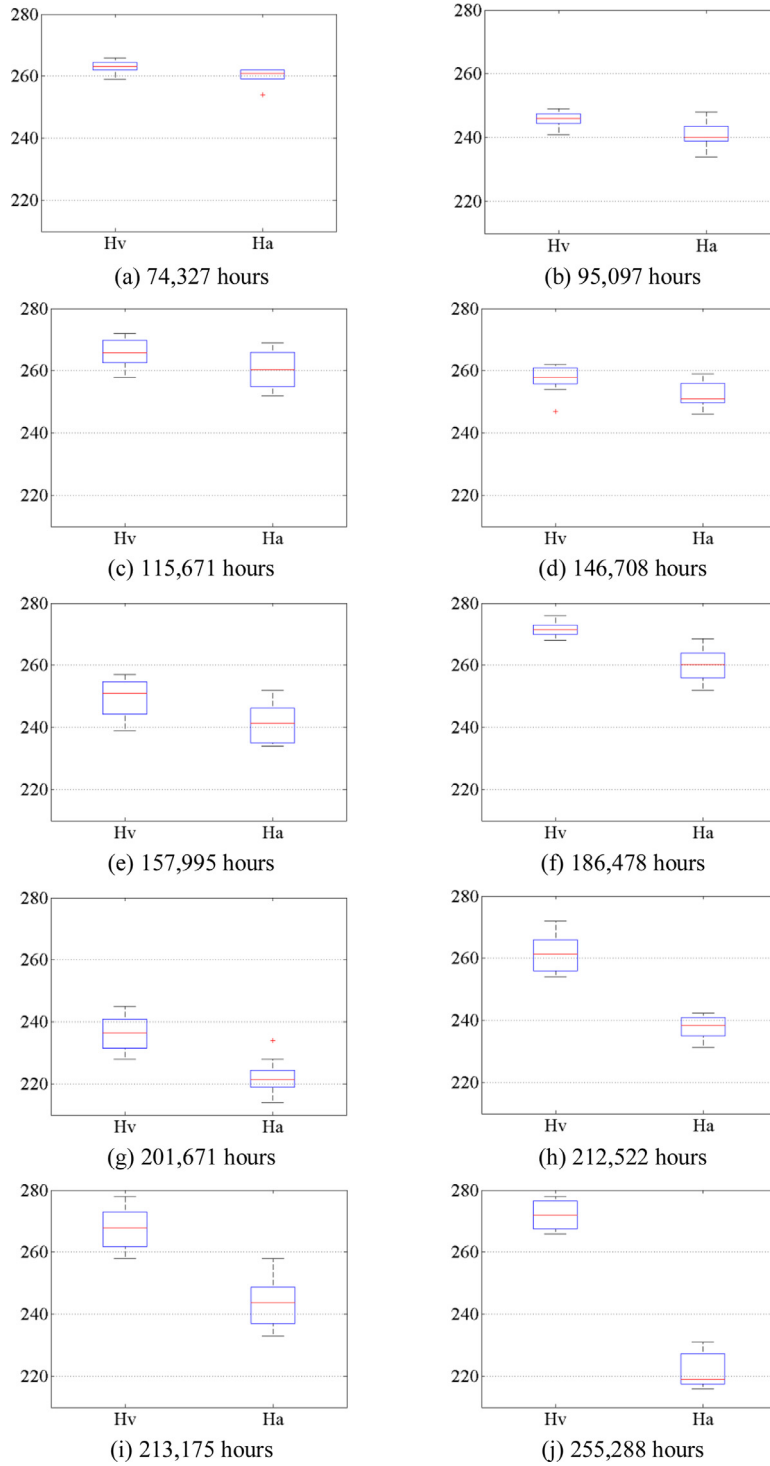 280
260
240
220
Hv Ha
(a) 74,327 hours
280
260
240
220
Hv Ha
(b) 95,097 hours
280
260
240
220
Hv Ha
(c) 115,671 hours
280
260
240
220
Hv Ha
(d) 146,708 hours
280
260
240
220
Hv Ha
(e) 157,995 hours
280
260
240
220
Hv Ha
(f) 186,478 hours
280
260
240
220
Hv Ha
(g) 201,671 hours
280
260
240
220
Hv Ha
(h) 212,522 hours
280
260
240
220
Hv Ha
(i) 213,175 hours
280
260
240
220
Hv Ha
(j) 255,288 hours